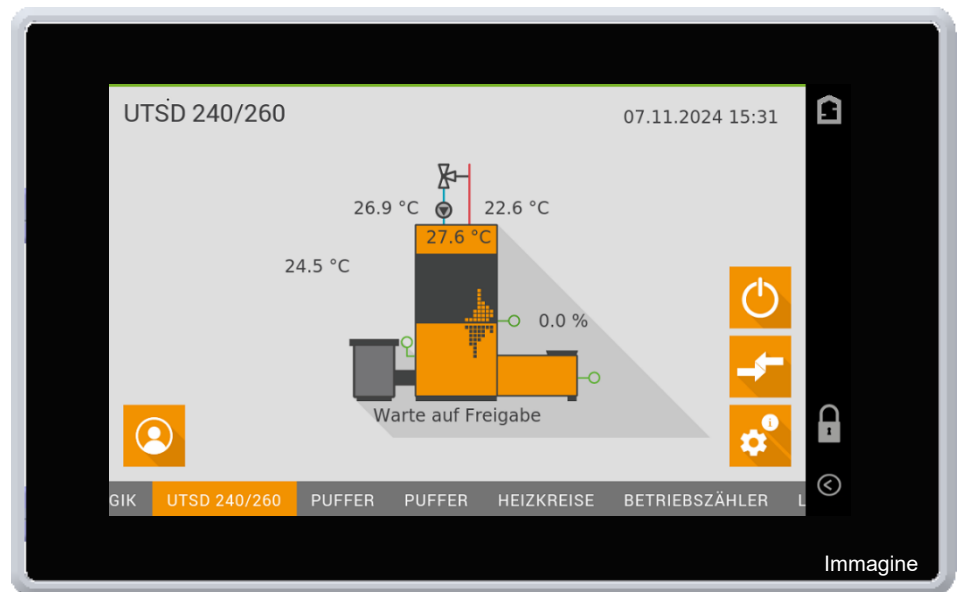 UTSD 240/260
07.11.2024 15:31
26.9 °C
22.6 °C
27.6 °C
24.5 °C
0.0 %
Warte auf Freigabe
i
GIK
UTSD 240/260
PUFFER
PUFFER
HEIZKREISE
BETRIEBSZÄHLER
L
Immagine